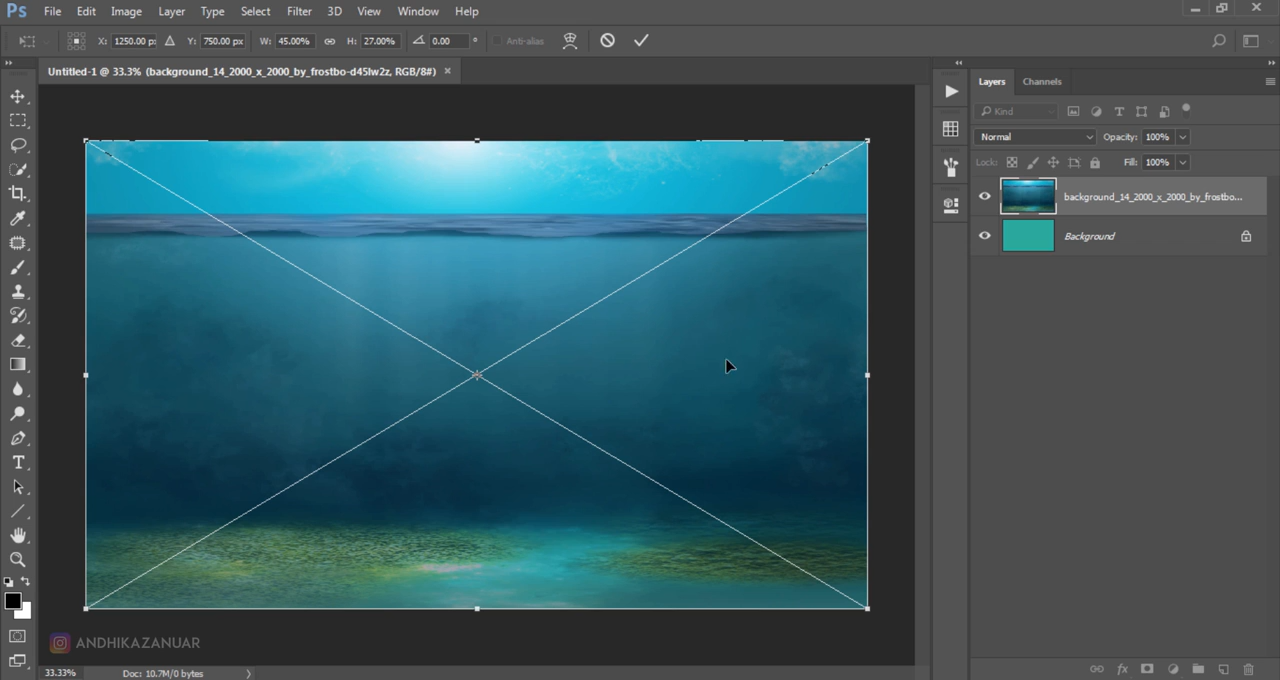 Ps File Edit Image Layer Type Select Filter 3D View Window Help
X: 1250.00 p Y: 750.00 px W: 45.00% H: 27.00% 0.00 ° Anti-alias
Untitled-1 @ 33.3% (background_14_2000_x_2000_by_frostbo-d45lw2z, RGB/8#) ×
Layers Channels
Kind
Normal Opacity: 100%
Lock: Fill: 100%
background_14_2000_x_2000_by_frostbo...
Background
ANDHIKAZANUAR
33.33% Doc: 10.7M/0 bytes